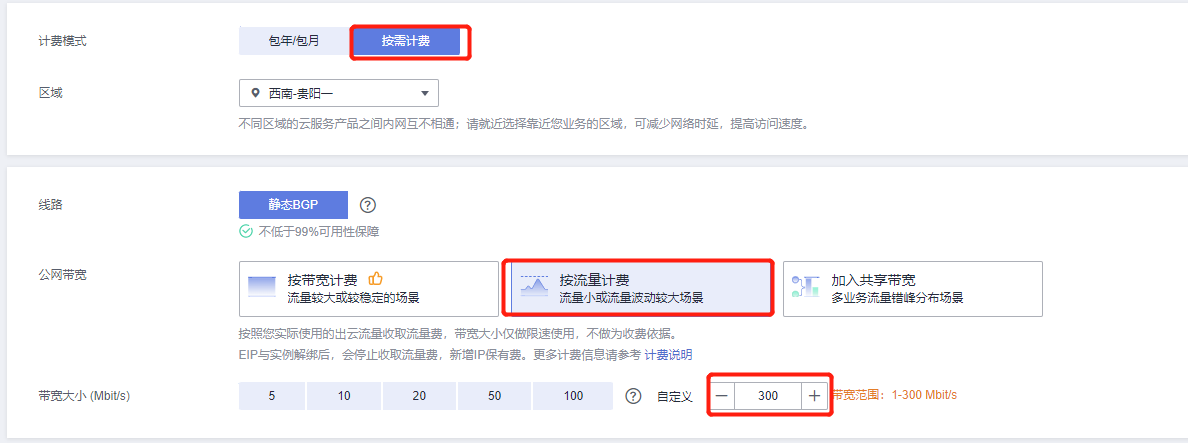 计费模式 包年/包月 按需计费
区域 西南-贵阳一
不同区域的云服务产品之间内网互不相通；请就近选择靠近您业务的区域，可减少网络时延，提高访问速度。
线路 静态BGP
不低于99%可用性保障
公网带宽 按带宽计费 按流量计费 加入共享带宽
流量较大或较稳定的场景 流量小或流量波动较大场景 多业务流量错峰分布场景
按照您实际使用的出云流量收取流量费，带宽大小仅做限速使用，不做为收费依据。
EIP与实例解绑后，会停止收取流量费，新增IP保有费。更多计费信息请参考 计费说明
带宽大小 (Mbit/s) 5 10 20 50 100 自定义 300 带宽范围：1-300 Mbit/s